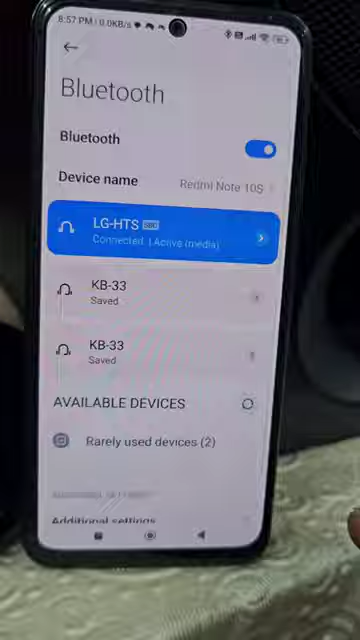 8:57 PM | 0.0KB/s
Bluetooth
Bluetooth
Device name
Redmi Note 10S
LG-HTS SBC
Connected | (Active media)
KB-33
Saved
KB-33
Saved
AVAILABLE DEVICES
Rarely used devices (2)
Additional settings